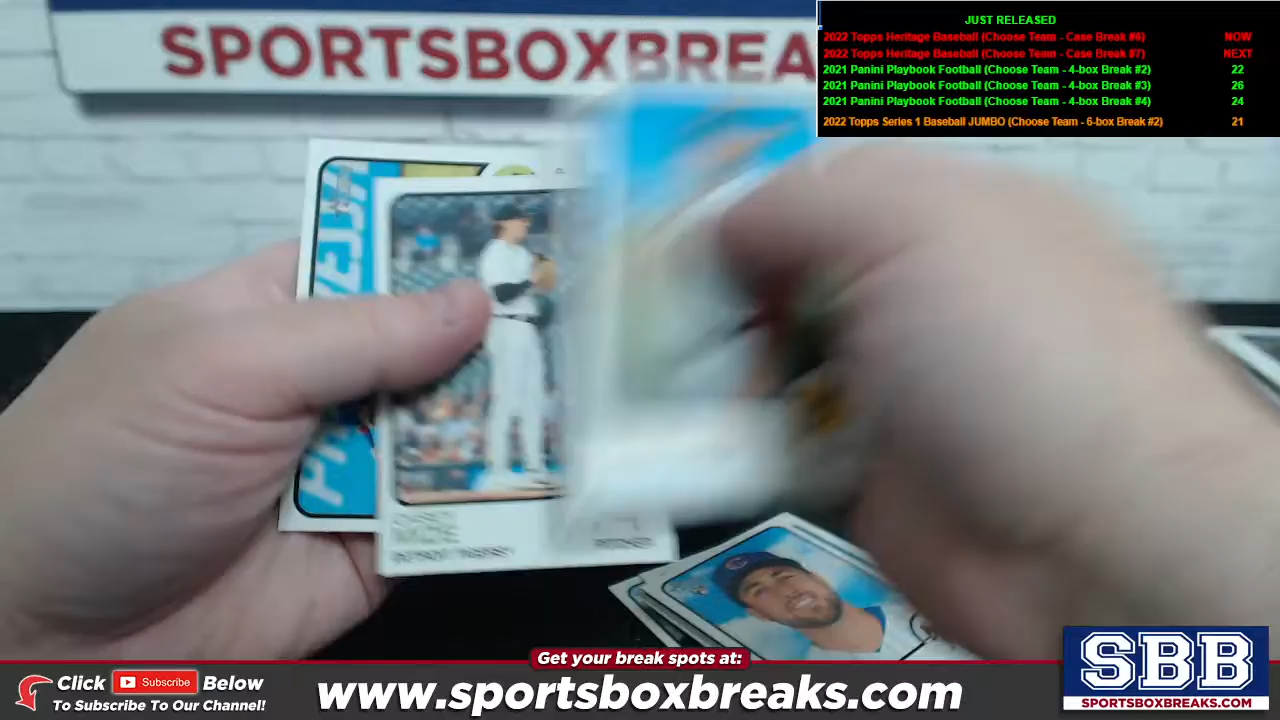 SPORTSBOXBREA
JUST RELEASED
2022 Topps Heritage Baseball (Choose Team - Case Break #6) NOW
2022 Topps Heritage Baseball (Choose Team - Case Break #7) NEXT
2021 Panini Playbook Football (Choose Team - 4-box Break #2) 22
2021 Panini Playbook Football (Choose Team - 4-box Break #3) 26
2021 Panini Playbook Football (Choose Team - 4-box Break #4) 24
2022 Topps Series 1 Baseball JUMBO (Choose Team - 6-box Break #2) 21
MIZE
DETROIT TIGERS
PITCHER
Get your break spots at:
Click Subscribe Below
To Subscribe To Our Channel!
www.sportsboxbreaks.com
SBB
SPORTSBOXBREAKS.COM